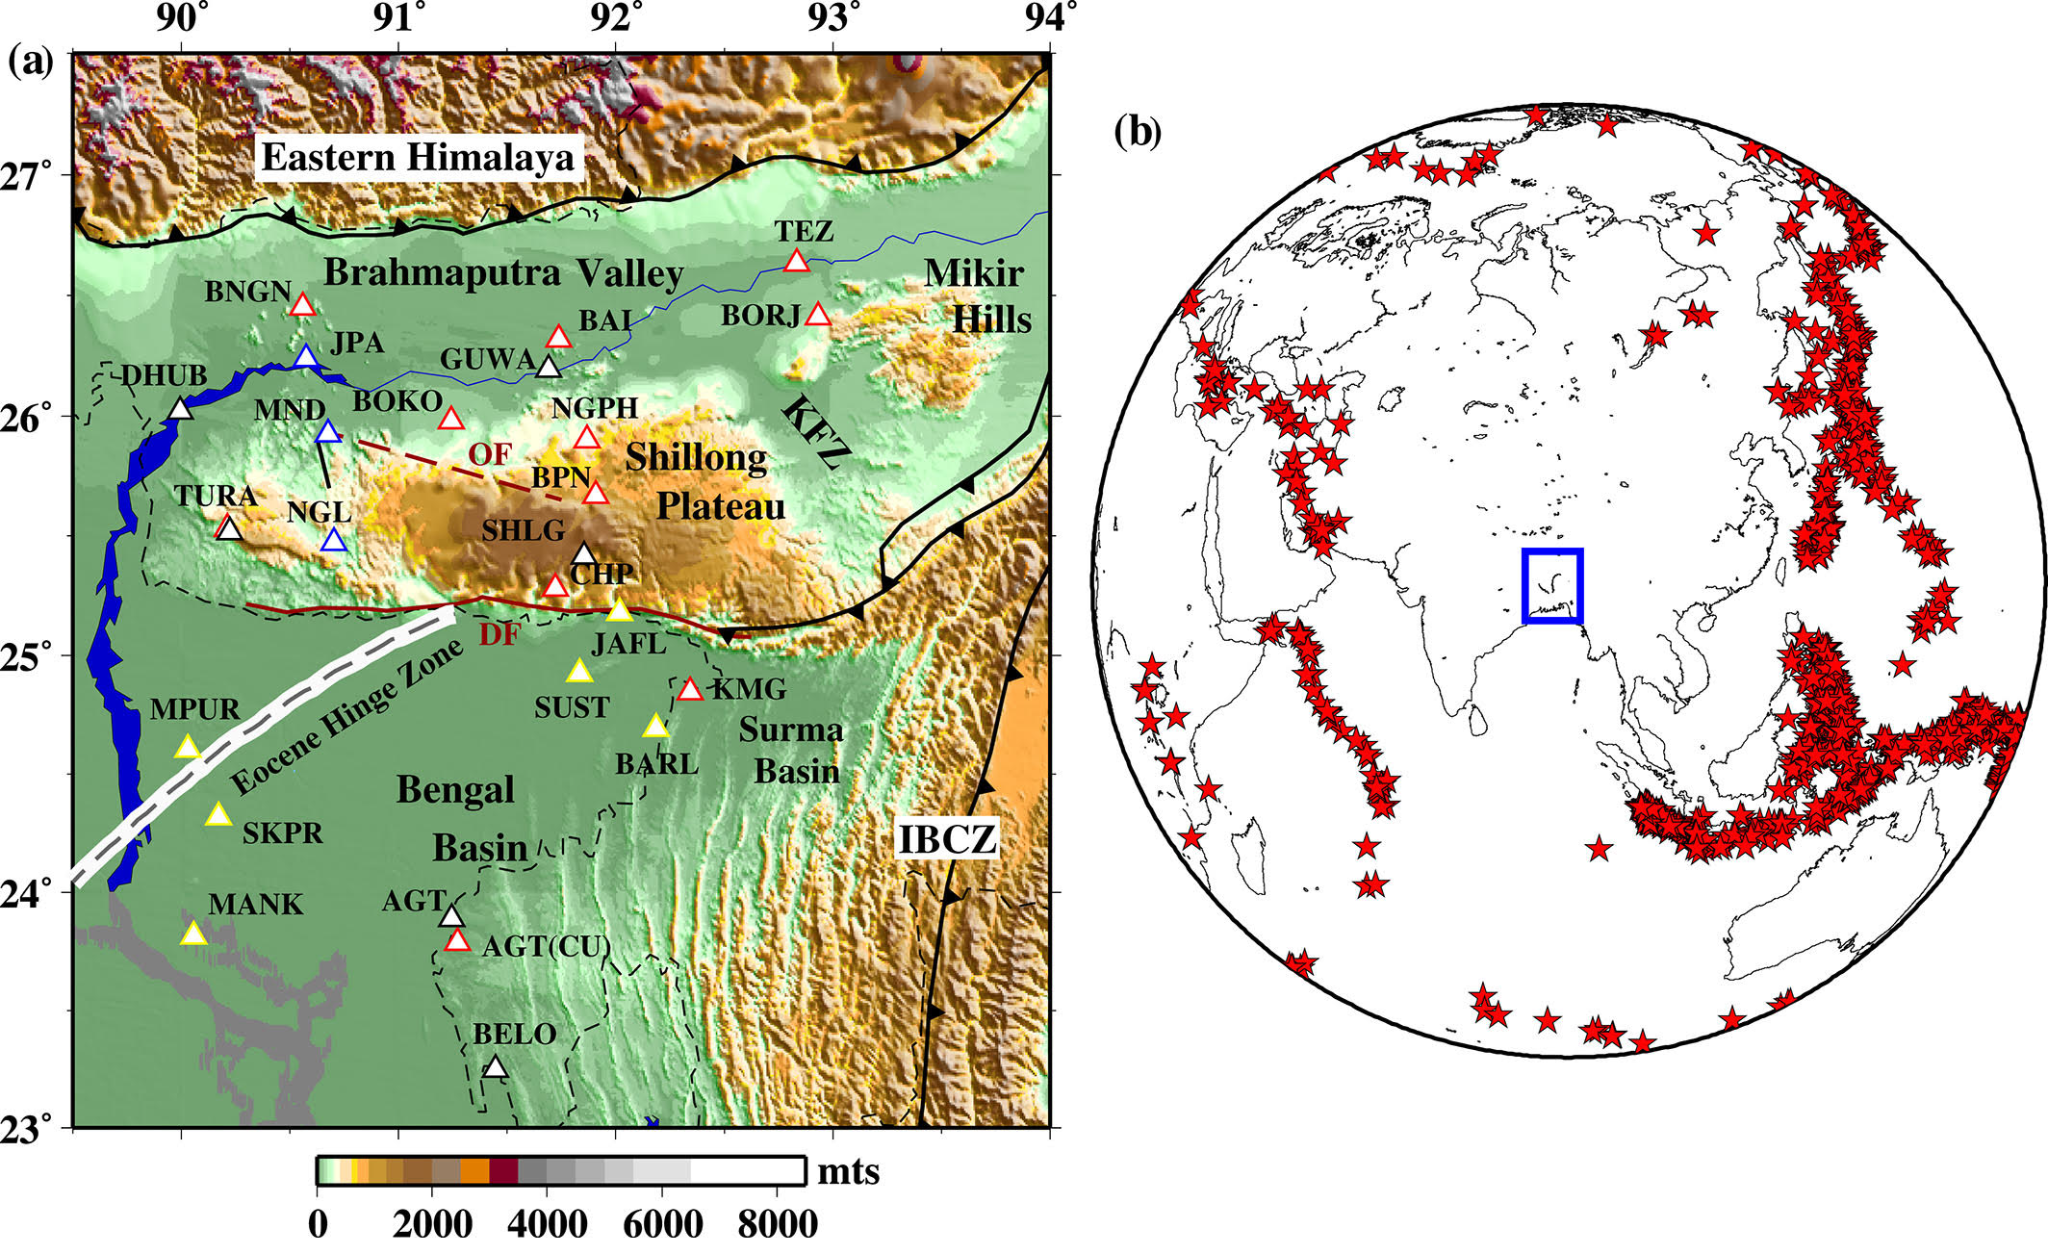 90° 91° 92° 93° 94°
(a)
27°
26°
25°
24°
23°
Eastern Himalaya
TEZ
Brahmaputra Valley
Mikir
Hills
BNGN
BAI
BORJ
JPA
GUWA
DHUB
MND
BOKO
NGPH
KFZ
OF
Shillong
Plateau
BPN
TURA
NGL
SHLG
CHP
DF
JAFL
Eocene Hinge Zone
SUST
KMG
MPUR
Surma
Basin
BARL
Bengal
Basin
SKPR
IBCZ
AGT
MANK
AGT(CU)
BELO
mts
0 2000 4000 6000 8000
(b)